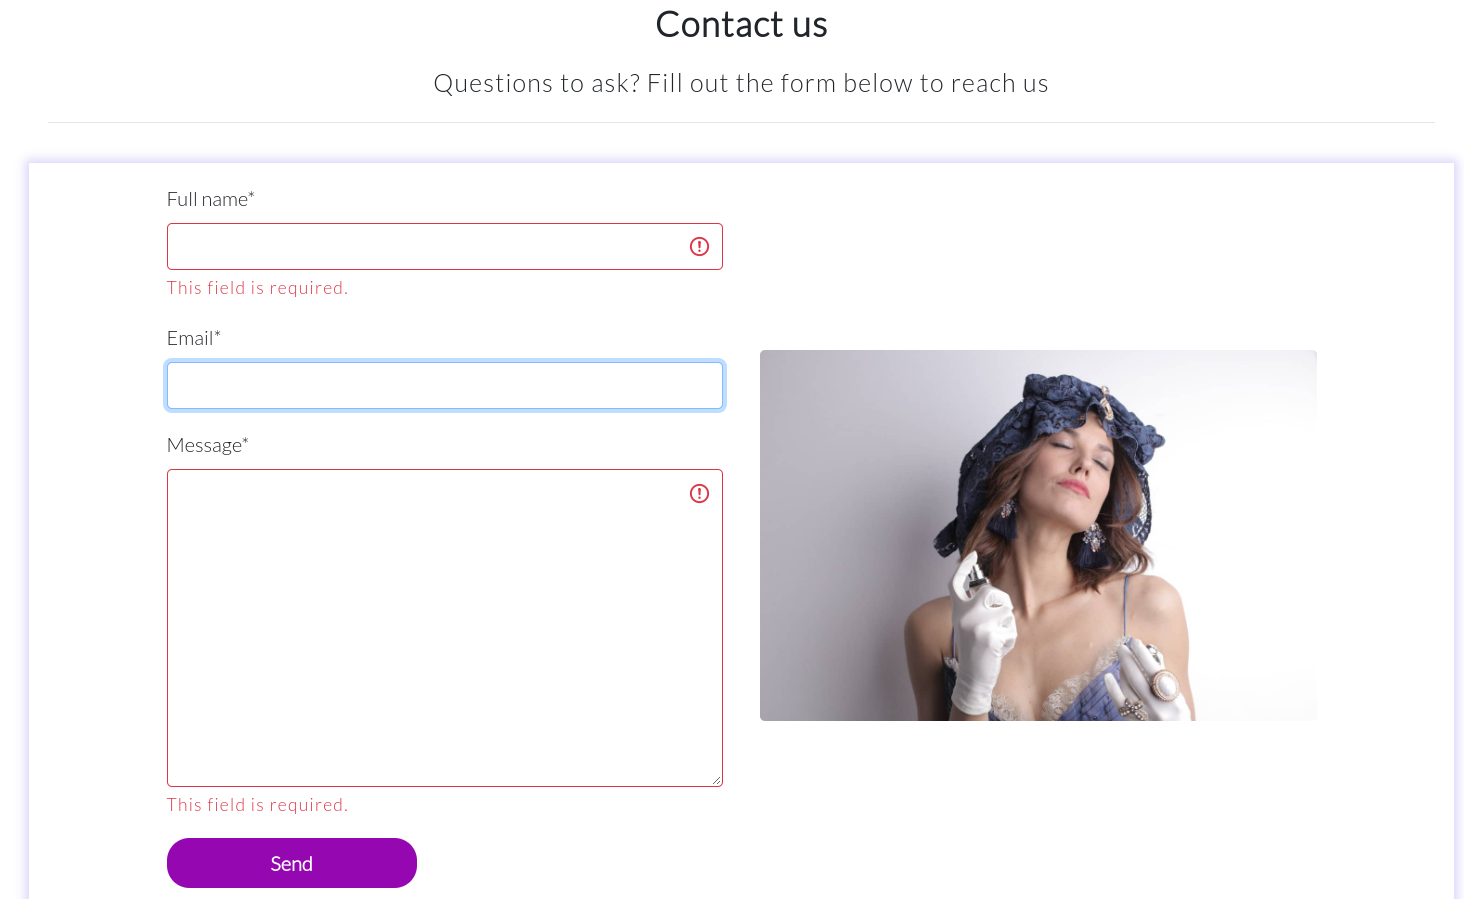 Contact us
Questions to ask? Fill out the form below to reach us
Full name*
This field is required.
Email*
Message*
This field is required.
Send